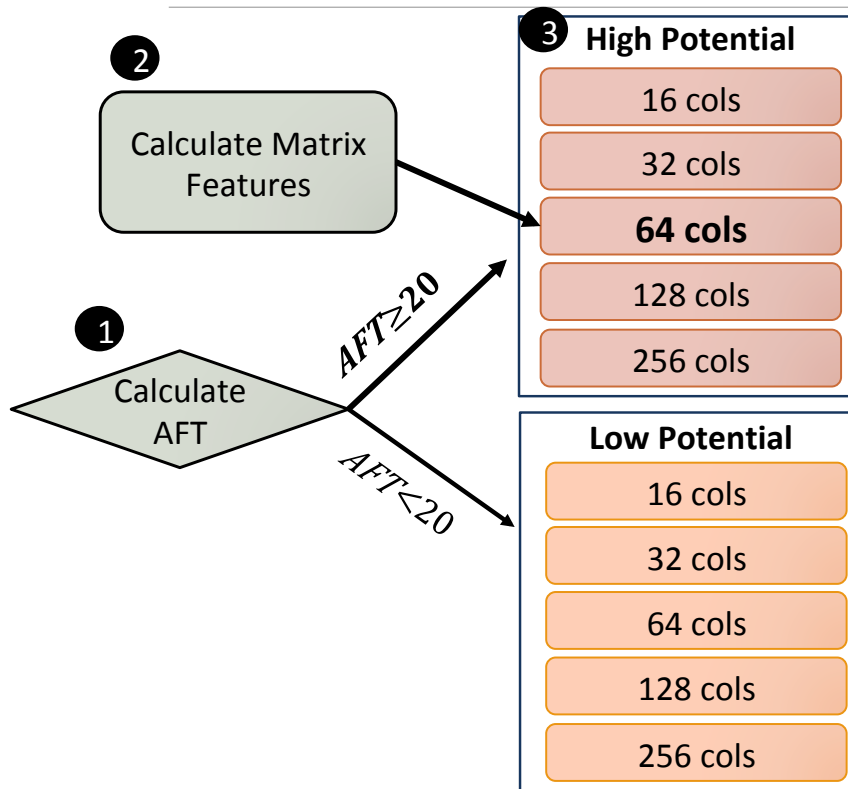 2
Calculate Matrix
Features
1
Calculate
AFT
AFT≥20
AFT<20
3
High Potential
16 cols
32 cols
64 cols
128 cols
256 cols
Low Potential
16 cols
32 cols
64 cols
128 cols
256 cols